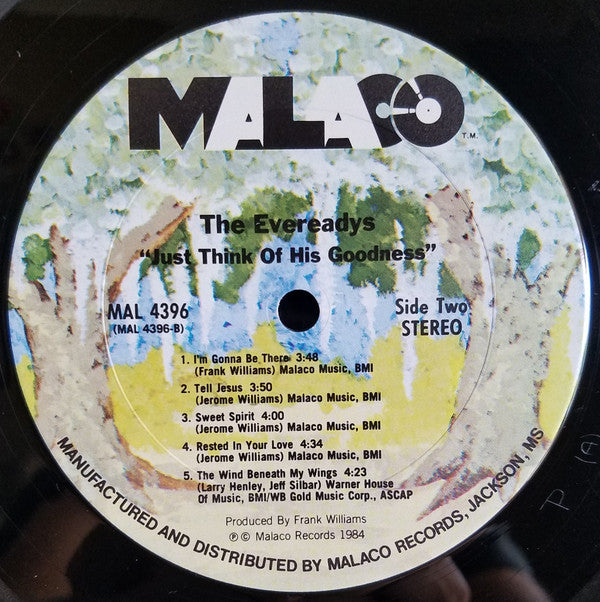 MALACO
T.M.
The Evereadys
"Just Think Of His Goodness"
MAL 4396
(MAL 4396-B)
Side Two
STEREO
1. I'm Gonna Be There 3:48
(Frank Williams) Malaco Music, BMI
2. Tell Jesus 3:50
(Jerome Williams) Malaco Music, BMI
3. Sweet Spirit 4:00
(Jerome Williams) Malaco Music, BMI
4. Rested In Your Love 4:34
(Jerome Williams) Malaco Music, BMI
5. The Wind Beneath My Wings 4:23
(Larry Henley, Jeff Silbar) Warner House
Of Music, BMI/WB Gold Music Corp., ASCAP
Produced By Frank Williams
℗ © Malaco Records 1984
MANUFACTURED AND DISTRIBUTED BY MALACO RECORDS, JACKSON, MS